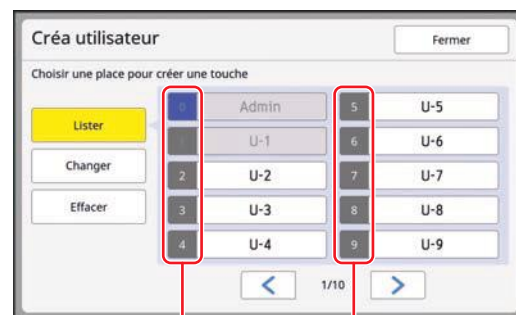 Créa utilisateur
Fermer
Choisir une place pour créer une touche
Lister
Changer
Effacer
0 Admin
1 U-1
2 U-2
3 U-3
4 U-4
5 U-5
6 U-6
7 U-7
8 U-8
9 U-9
< 1/10 >